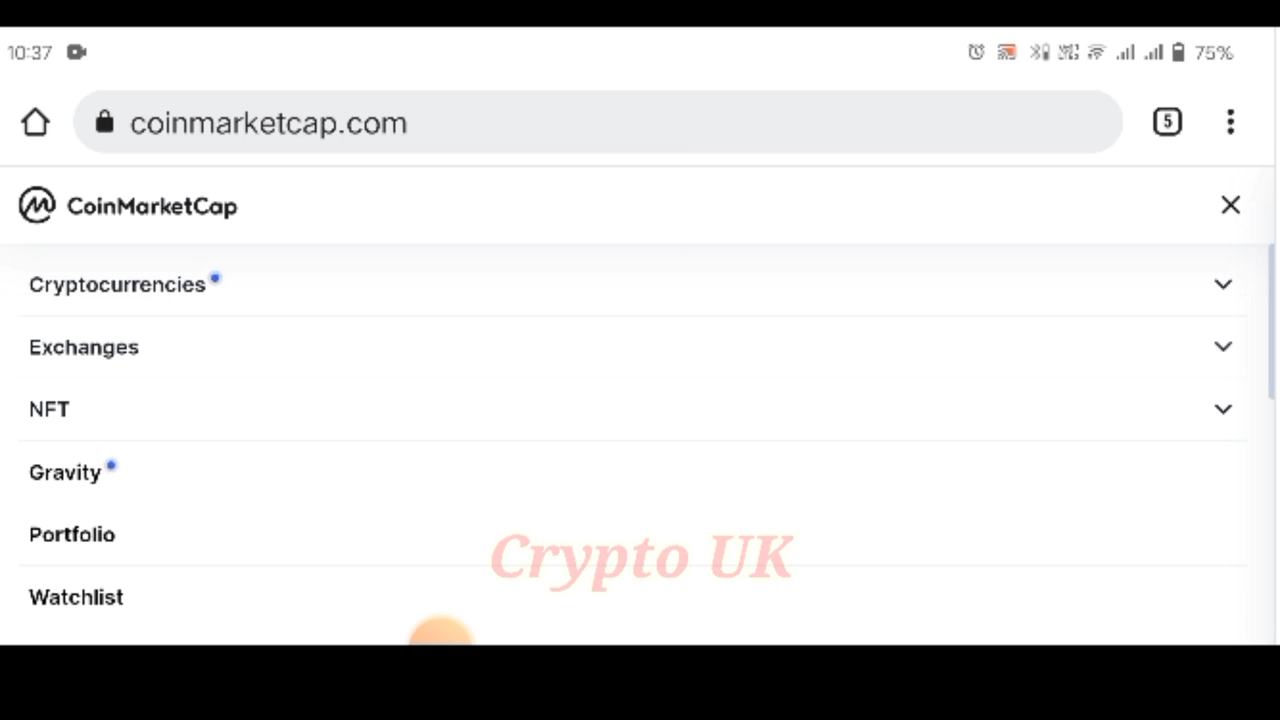 10:37
75%
coinmarketcap.com
5
CoinMarketCap
Cryptocurrencies
Exchanges
NFT
Gravity
Portfolio
Crypto UK
Watchlist